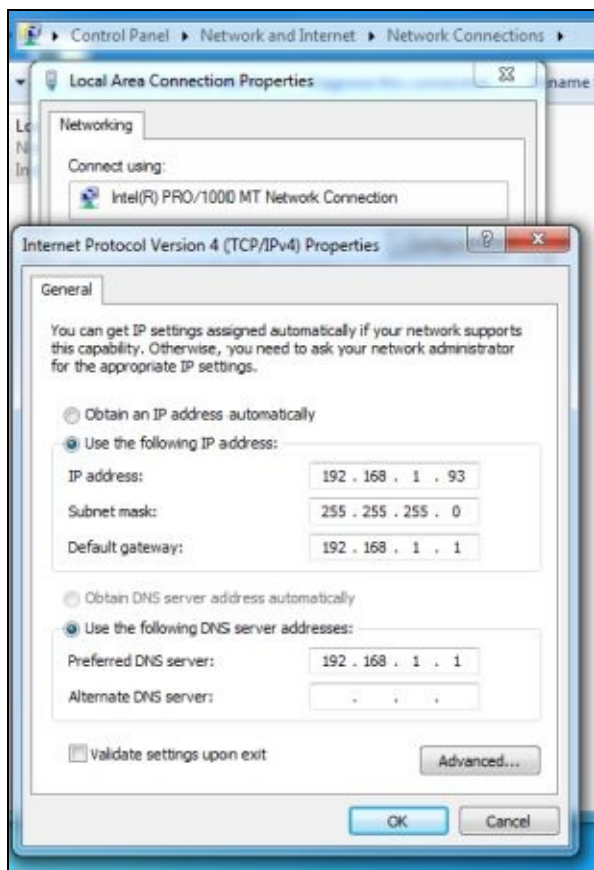 Control Panel Network and Internet Network Connections
Local Area Connection Properties
name
Networking
Connect using:
Intel(R) PRO/1000 MT Network Connection
Internet Protocol Version 4 (TCP/IPv4) Properties
General
You can get IP settings assigned automatically if your network supports
this capability. Otherwise, you need to ask your network administrator
for the appropriate IP settings.
Obtain an IP address automatically
Use the following IP address:
IP address: 192 . 168 . 1 . 93
Subnet mask: 255 . 255 . 255 . 0
Default gateway: 192 . 168 . 1 . 1
Obtain DNS server address automatically
Use the following DNS server addresses:
Preferred DNS server: 192 . 168 . 1 . 1
Alternate DNS server: . . .
Validate settings upon exit
Advanced...
OK Cancel